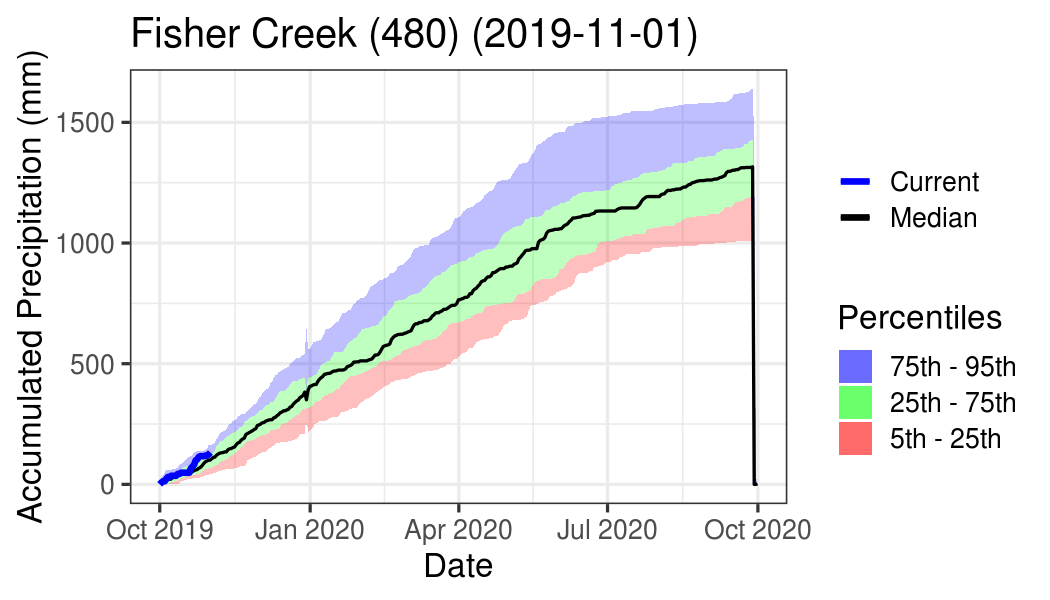 Fisher Creek (480) (2019-11-01)
Accumulated Precipitation (mm)
1500
1000
500
0
Oct 2019
Jan 2020
Apr 2020
Jul 2020
Oct 2020
Date
Current
Median
Percentiles
75th - 95th
25th - 75th
5th - 25th